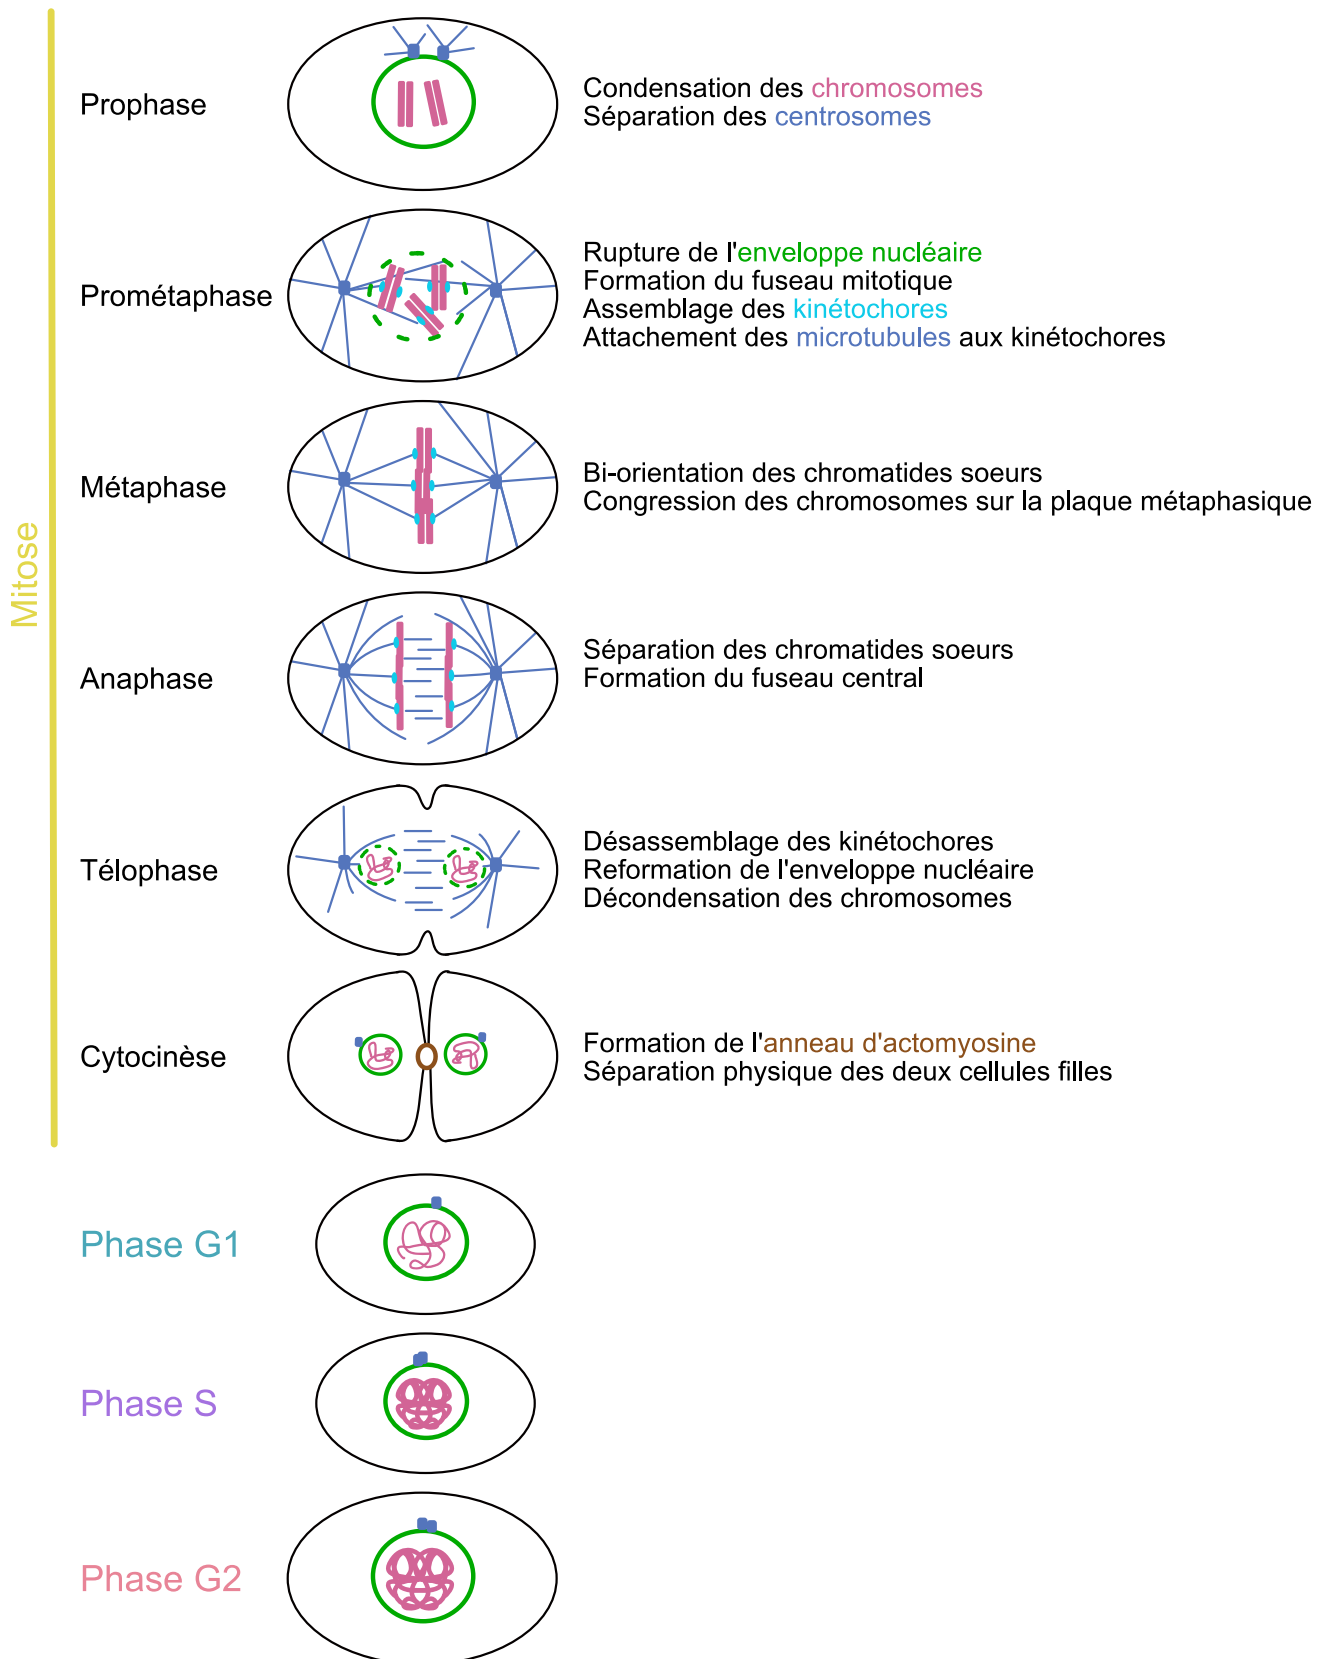 Mitose
Prophase
Condensation des chromosomes
Séparation des centrosomes
Prométaphase
Rupture de l'enveloppe nucléaire
Formation du fuseau mitotique
Assemblage des kinétochores
Attachement des microtubules aux kinétochores
Métaphase
Bi-orientation des chromatides soeurs
Congression des chromosomes sur la plaque métaphasique
Anaphase
Séparation des chromatides soeurs
Formation du fuseau central
Télophase
Désassemblage des kinétochores
Reformation de l'enveloppe nucléaire
Décondensation des chromosomes
Cytocinèse
Formation de l'anneau d'actomyosine
Séparation physique des deux cellules filles
Phase G1
Phase S
Phase G2